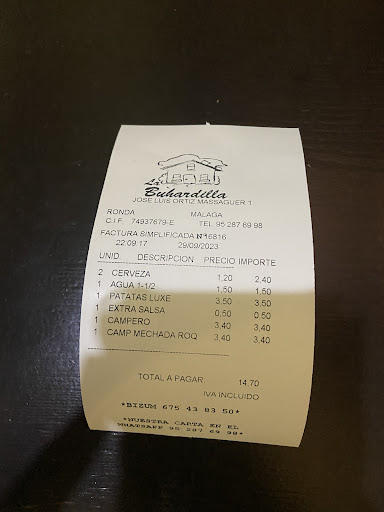 La
Buhardilla
JOSE LUIS ORTIZ MASSAGUER 1
RONDA MALAGA
C.I.F. 74937679-E TEL 95 287 69 98
FACTURA SIMPLIFICADA Nº6816
22:09:17 29/09/2023
UNID. DESCRIPCION PRECIO IMPORTE
2 CERVEZA 1,20 2,40
1 AGUA 1-1/2 1,50 1,50
1 PATATAS LUXE 3,50 3,50
1 EXTRA SALSA 0,50 0,50
1 CAMPERO 3,40 3,40
1 CAMP MECHADA ROQ 3,40 3,40
TOTAL A PAGAR 14,70
IVA INCLUIDO
*BIZUM 675 43 83 50*
*NUESTRA CARTA EN EL
WHATSAPP 95 287 69 98*